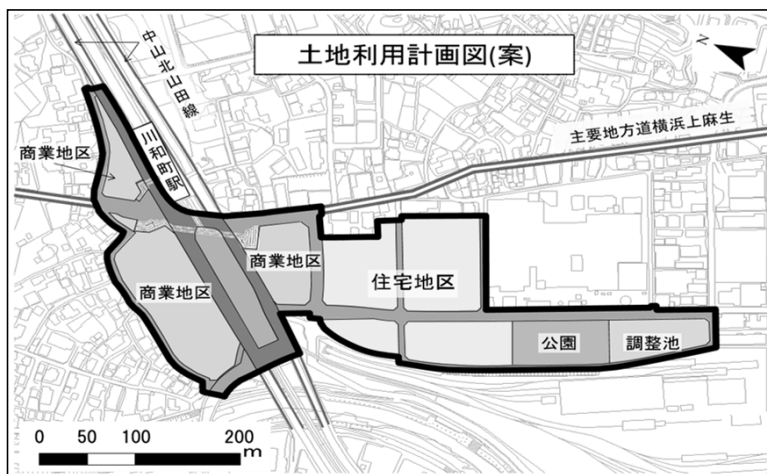 土地利用計画図(案)
N
中山北山田線
川和町駅
主要地方道横浜上麻生
商業地区
商業地区
商業地区
住宅地区
公園
調整池
0 50 100 200
m